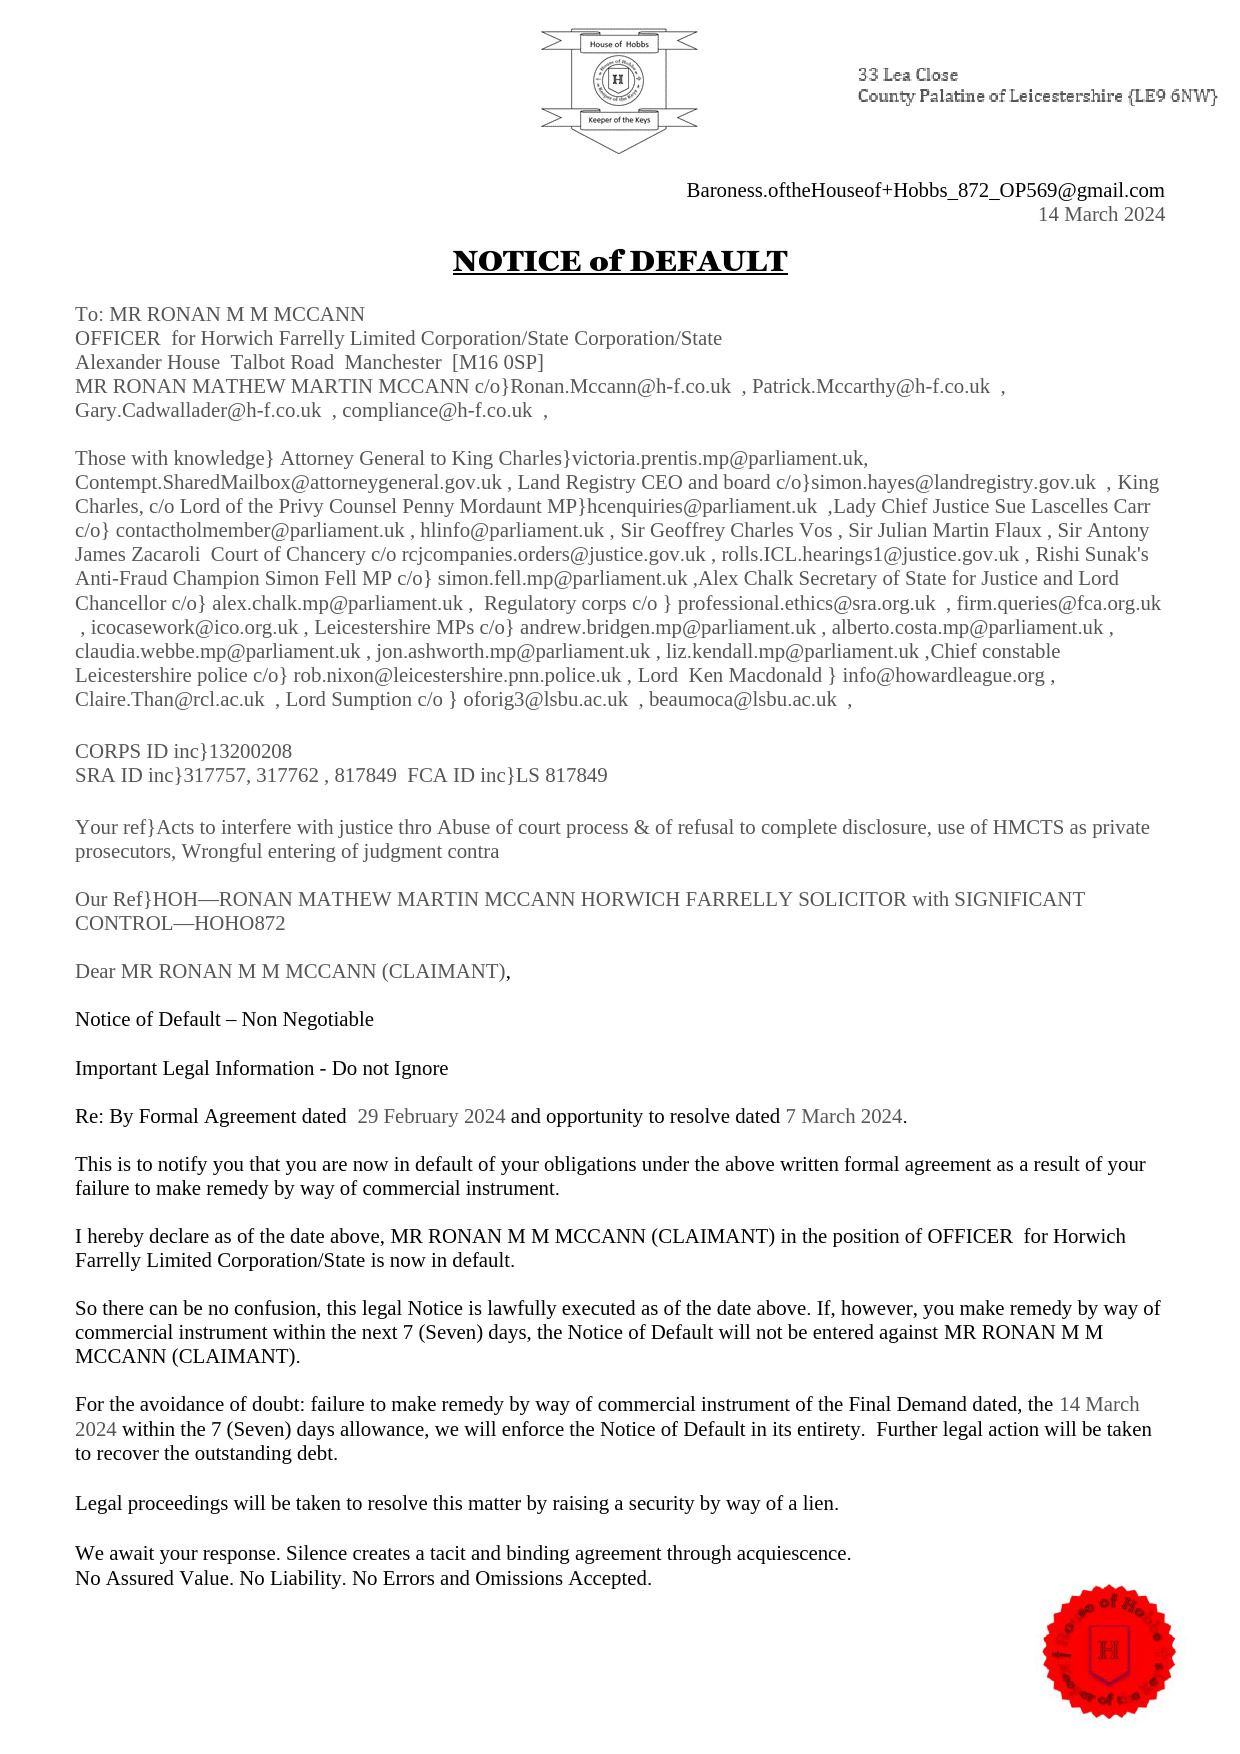 House of Hobbs
House of Hobbs
H
Keeper of the Keys
Keeper of the Keys
33 Lea Close
County Palatine of Leicestershire {LE9 6NW}
Baroness.oftheHouseof+Hobbs_872_OP569@gmail.com
14 March 2024
NOTICE of DEFAULT
To: MR RONAN M M MCCANN
OFFICER  for Horwich Farrelly Limited Corporation/State Corporation/State
Alexander House  Talbot Road  Manchester  [M16 0SP]
MR RONAN MATHEW MARTIN MCCANN c/o}Ronan.Mccann@h-f.co.uk  , Patrick.Mccarthy@h-f.co.uk  ,
Gary.Cadwallader@h-f.co.uk  , compliance@h-f.co.uk  ,
Those with knowledge} Attorney General to King Charles}victoria.prentis.mp@parliament.uk,
Contempt.SharedMailbox@attorneygeneral.gov.uk , Land Registry CEO and board c/o}simon.hayes@landregistry.gov.uk  , King
Charles, c/o Lord of the Privy Counsel Penny Mordaunt MP}hcenquiries@parliament.uk  ,Lady Chief Justice Sue Lascelles Carr
c/o} contactholmember@parliament.uk , hlinfo@parliament.uk , Sir Geoffrey Charles Vos , Sir Julian Martin Flaux , Sir Antony
James Zacaroli  Court of Chancery c/o rcjcompanies.orders@justice.gov.uk , rolls.ICL.hearings1@justice.gov.uk , Rishi Sunak's
Anti-Fraud Champion Simon Fell MP c/o} simon.fell.mp@parliament.uk ,Alex Chalk Secretary of State for Justice and Lord
Chancellor c/o} alex.chalk.mp@parliament.uk ,  Regulatory corps c/o } professional.ethics@sra.org.uk  , firm.queries@fca.org.uk
 , icocasework@ico.org.uk , Leicestershire MPs c/o} andrew.bridgen.mp@parliament.uk , alberto.costa.mp@parliament.uk ,
claudia.webbe.mp@parliament.uk , jon.ashworth.mp@parliament.uk , liz.kendall.mp@parliament.uk ,Chief constable
Leicestershire police c/o} rob.nixon@leicestershire.pnn.police.uk , Lord  Ken Macdonald } info@howardleague.org ,
Claire.Than@rcl.ac.uk  , Lord Sumption c/o } oforig3@lsbu.ac.uk  , beaumoca@lsbu.ac.uk  ,
CORPS ID inc}13200208
SRA ID inc}317757, 317762 , 817849  FCA ID inc}LS 817849
Your ref}Acts to interfere with justice thro Abuse of court process & of refusal to complete disclosure, use of HMCTS as private
prosecutors, Wrongful entering of judgment contra
Our Ref}HOH—RONAN MATHEW MARTIN MCCANN HORWICH FARRELLY SOLICITOR with SIGNIFICANT
CONTROL—HOHO872
Dear MR RONAN M M MCCANN (CLAIMANT),
Notice of Default – Non Negotiable
Important Legal Information - Do not Ignore
Re: By Formal Agreement dated  29 February 2024 and opportunity to resolve dated 7 March 2024.
This is to notify you that you are now in default of your obligations under the above written formal agreement as a result of your
failure to make remedy by way of commercial instrument.
I hereby declare as of the date above, MR RONAN M M MCCANN (CLAIMANT) in the position of OFFICER  for Horwich
Farrelly Limited Corporation/State is now in default.
So there can be no confusion, this legal Notice is lawfully executed as of the date above. If, however, you make remedy by way of
commercial instrument within the next 7 (Seven) days, the Notice of Default will not be entered against MR RONAN M M
MCCANN (CLAIMANT).
For the avoidance of doubt: failure to make remedy by way of commercial instrument of the Final Demand dated, the 14 March
2024 within the 7 (Seven) days allowance, we will enforce the Notice of Default in its entirety.  Further legal action will be taken
to recover the outstanding debt.
Legal proceedings will be taken to resolve this matter by raising a security by way of a lien.
We await your response. Silence creates a tacit and binding agreement through acquiescence.
No Assured Value. No Liability. No Errors and Omissions Accepted.
House of Hobbs
H
Keeper of the Keys